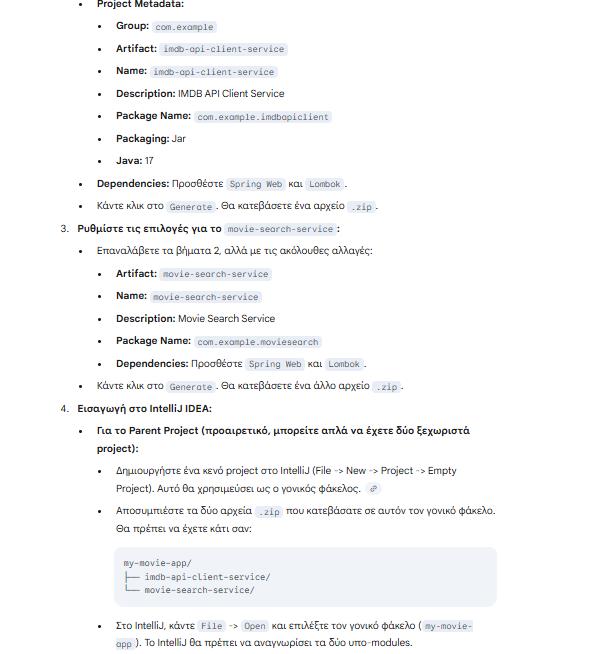 Project Metadata:
Group: com.example
Artifact: imdb-api-client-service
Name: imdb-api-client-service
Description: IMDB API Client Service
Package Name: com.example.imdbapiclient
Packaging: Jar
Java: 17
Dependencies: Προσθέστε Spring Web και Lombok.
Κάντε κλικ στο Generate. Θα κατεβάσετε ένα αρχείο .zip.
3. Ρυθμίστε τις επιλογές για το movie-search-service:
Επαναλάβετε τα βήματα 2, αλλά με τις ακόλουθες αλλαγές:
Artifact: movie-search-service
Name: movie-search-service
Description: Movie Search Service
Package Name: com.example.moviesearch
Dependencies: Προσθέστε Spring Web και Lombok.
Κάντε κλικ στο Generate. Θα κατεβάσετε ένα άλλο αρχείο .zip.
4. Εισαγωγή στο IntelliJ IDEA:
Για το Parent Project (προαιρετικό, μπορείτε απλά να έχετε δύο ξεχωριστά
project):
Δημιουργήστε ένα κενό project στο IntelliJ (File -> New -> Project -> Empty
Project). Αυτό θα χρησιμεύσει ως ο γονικός φάκελος.
Αποσυμπιέστε τα δύο αρχεία .zip που κατεβάσατε σε αυτόν τον γονικό φάκελο.
Θα πρέπει να έχετε κάτι σαν:
my-movie-app/
├── imdb-api-client-service/
└── movie-search-service/
Στο IntelliJ, κάντε File -> Open και επιλέξτε τον γονικό φάκελο (my-movie-
app). Το IntelliJ θα πρέπει να αναγνωρίσει τα δύο υπο-modules.